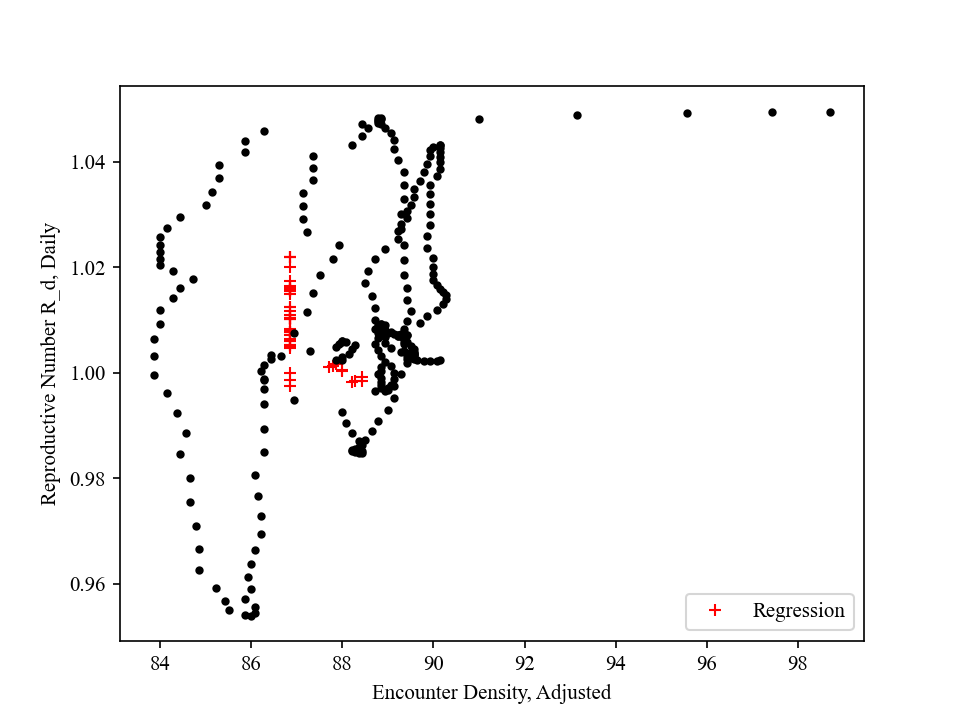 Reproductive Number R_d, Daily
1.04
1.02
1.00
0.98
0.96
84 86 88 90 92 94 96 98
Encounter Density, Adjusted
Regression